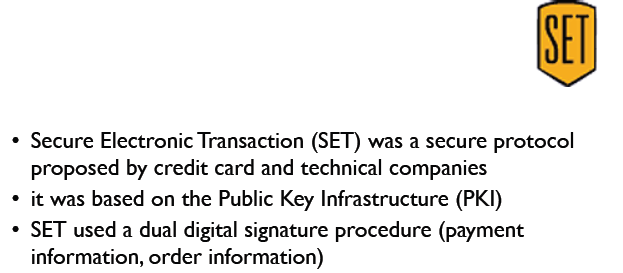 SET
• Secure Electronic Transaction (SET) was a secure protocol
proposed by credit card and technical companies
• it was based on the Public Key Infrastructure (PKI)
• SET used a dual digital signature procedure (payment
information, order information)